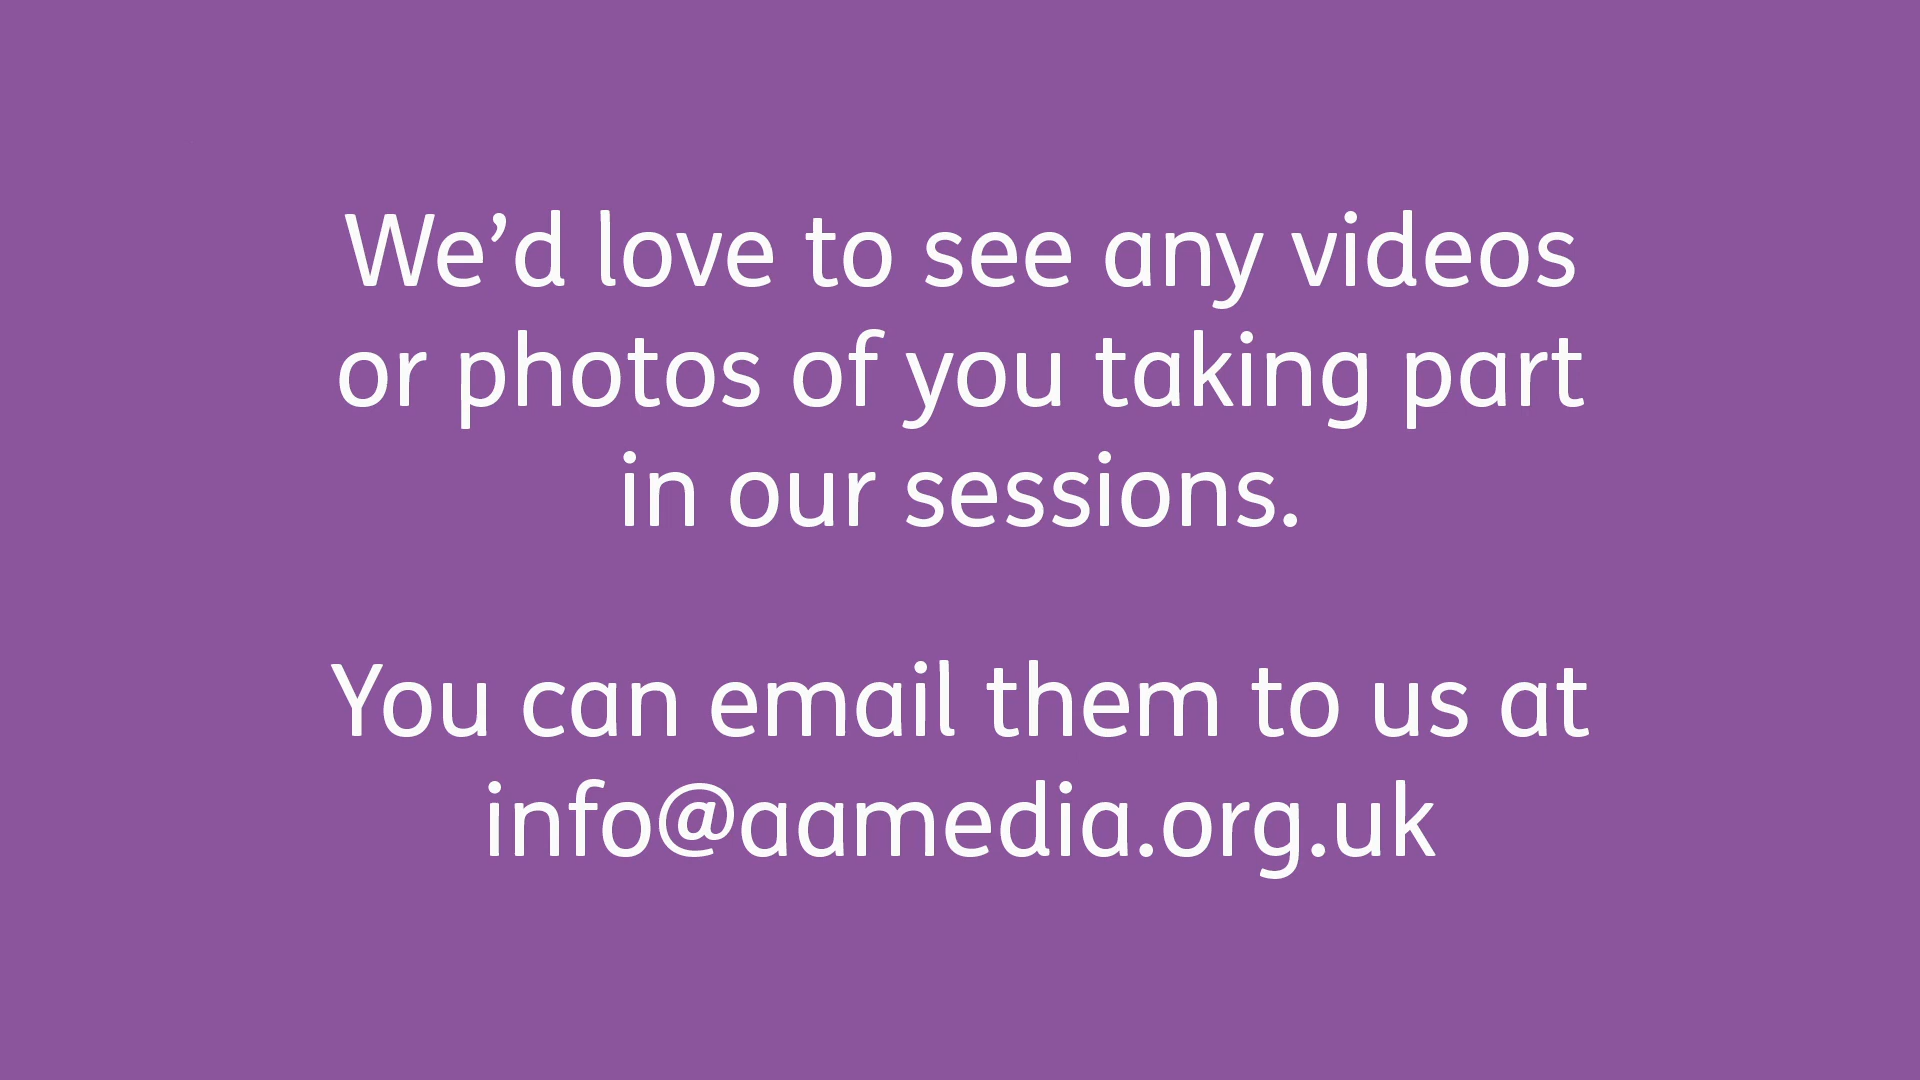 We’d love to see any videos
or photos of you taking part
in our sessions.
You can email them to us at
info@aamedia.org.uk